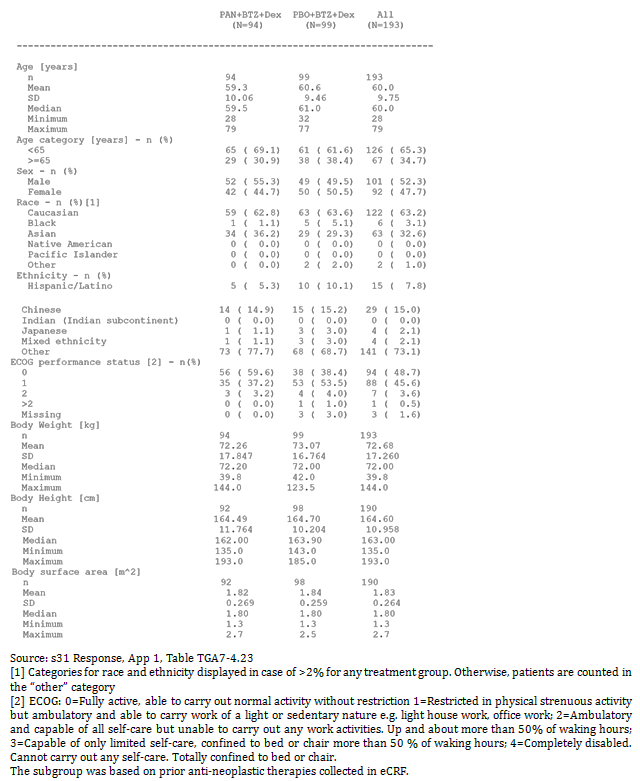 PAN+BTZ+Dex PBO+BTZ+Dex All
(N=94) (N=99) (N=193)
Age [years]
n 94 99 193
Mean 59.3 60.6 60.0
SD 10.06 9.46 9.75
Median 59.5 61.0 60.0
Minimum 28 32 28
Maximum 79 77 79
Age category [years] - n (%)
<65 65 ( 69.1) 61 ( 61.6) 126 ( 65.3)
>=65 29 ( 30.9) 38 ( 38.4) 67 ( 34.7)
Sex - n (%)
Male 52 ( 55.3) 49 ( 49.5) 101 ( 52.3)
Female 42 ( 44.7) 50 ( 50.5) 92 ( 47.7)
Race - n (%)[1]
Caucasian 59 ( 62.8) 63 ( 63.6) 122 ( 63.2)
Black 1 ( 1.1) 5 ( 5.1) 6 ( 3.1)
Asian 34 ( 36.2) 29 ( 29.3) 63 ( 32.6)
Native American 0 ( 0.0) 0 ( 0.0) 0 ( 0.0)
Pacific Islander 0 ( 0.0) 0 ( 0.0) 0 ( 0.0)
Other 0 ( 0.0) 2 ( 2.0) 2 ( 1.0)
Ethnicity - n (%)
Hispanic/Latino 5 ( 5.3) 10 ( 10.1) 15 ( 7.8)
Chinese 14 ( 14.9) 15 ( 15.2) 29 ( 15.0)
Indian (Indian subcontinent) 0 ( 0.0) 0 ( 0.0) 0 ( 0.0)
Japanese 1 ( 1.1) 3 ( 3.0) 4 ( 2.1)
Mixed ethnicity 1 ( 1.1) 3 ( 3.0) 4 ( 2.1)
Other 73 ( 77.7) 68 ( 68.7) 141 ( 73.1)
ECOG performance status [2] - n(%)
0 56 ( 59.6) 38 ( 38.4) 94 ( 48.7)
1 35 ( 37.2) 53 ( 53.5) 88 ( 45.6)
2 3 ( 3.2) 4 ( 4.0) 7 ( 3.6)
>2 0 ( 0.0) 1 ( 1.0) 1 ( 0.5)
Missing 0 ( 0.0) 3 ( 3.0) 3 ( 1.6)
Body Weight [kg]
n 94 99 193
Mean 72.26 73.07 72.68
SD 17.847 16.764 17.260
Median 72.20 72.00 72.00
Minimum 39.8 42.0 39.8
Maximum 144.0 123.5 144.0
Body Height [cm]
n 92 98 190
Mean 164.49 164.70 164.60
SD 11.764 10.204 10.958
Median 162.00 163.90 163.00
Minimum 135.0 143.0 135.0
Maximum 193.0 185.0 193.0
Body surface area [m^2]
n 92 98 190
Mean 1.82 1.84 1.83
SD 0.269 0.259 0.264
Median 1.80 1.80 1.80
Minimum 1.3 1.3 1.3
Maximum 2.7 2.5 2.7
Source: s31 Response, App 1, Table TGA7-4.23
[1] Categories for race and ethnicity displayed in case of >2% for any treatment group. Otherwise, patients are counted in
the “other” category
[2] ECOG: 0=Fully active, able to carry out normal activity without restriction 1=Restricted in physical strenuous activity
but ambulatory and able to carry work of a light or sedentary nature e.g. light house work, office work; 2=Ambulatory
and capable of all self-care but unable to carry out any work activities. Up and about more than 50% of waking hours;
3=Capable of only limited self-care, confined to bed or chair more than 50 % of waking hours; 4=Completely disabled.
Cannot carry out any self-care. Totally confined to bed or chair.
The subgroup was based on prior anti-neoplastic therapies collected in eCRF.